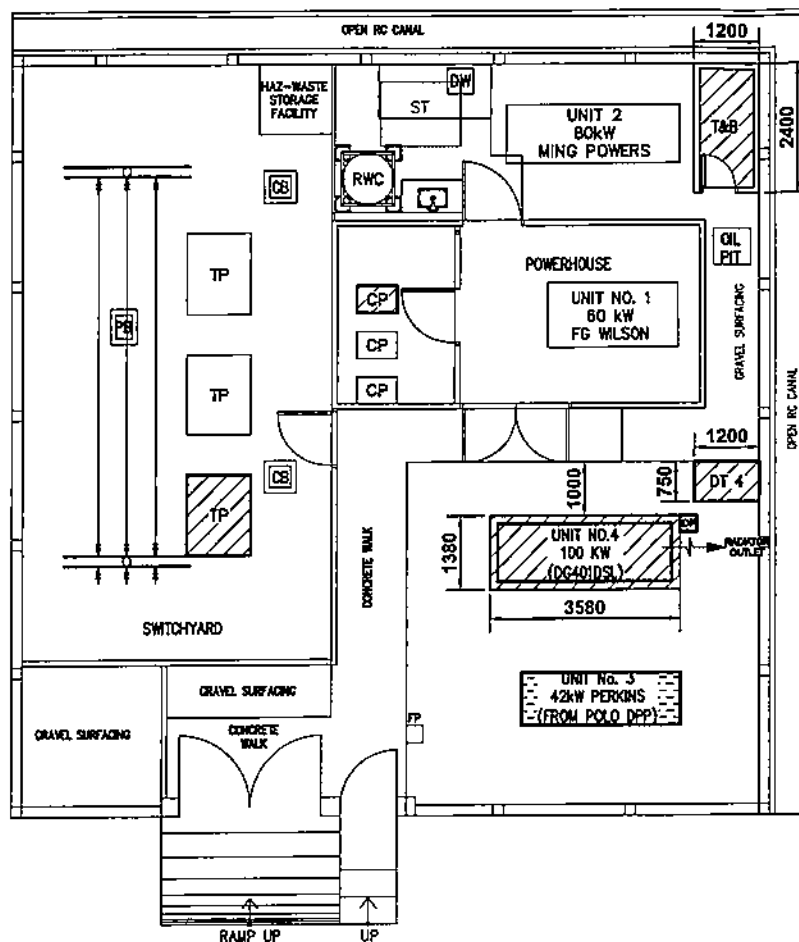 OPEN RC CANAL
1200
HAZ-WASTE
STORAGE
FACILITY
DW
ST
UNIT 2
80kW
MING POWERS
T&B
2400
CB
RWC
OIL
PIT
TP
POWERHOUSE
CP
UNIT NO. 1
60 kW
FG WILSON
GRAVEL SURFACING
OPEN RC CANAL
PB
CP
TP
CP
1200
CB
750
DT 4
1000
TP
UNIT NO.4
100 KW
(DG401DSL)
RADIATOR
OUTLET
1380
CONCRETE WALK
3580
SWITCHYARD
UNIT No. 3
42kW PERKINS
(FROM POLO DPP)
GRAVEL SURFACING
FP
GRAVEL SURFACING
CONCRETE
WALK
RAMP UP
UP